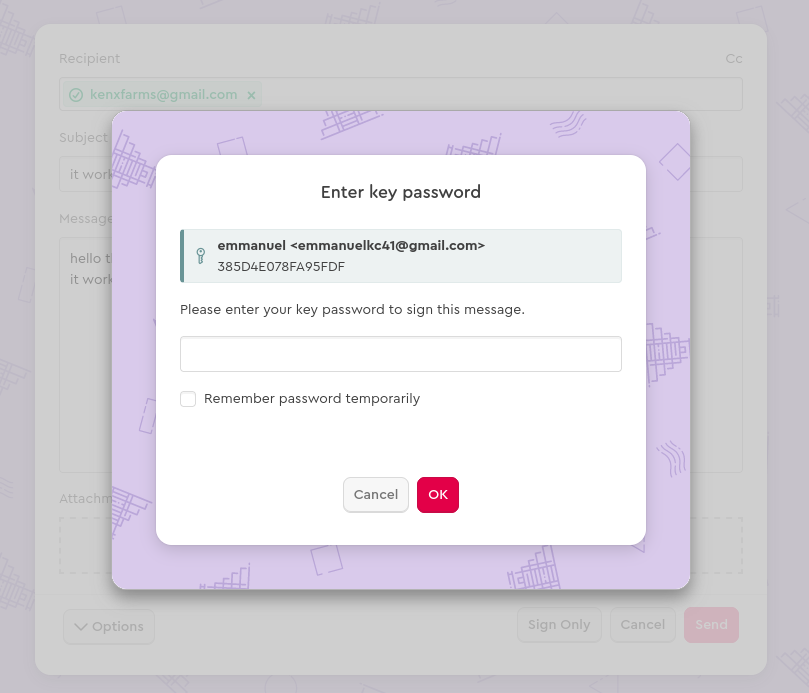 Recipient
Cc
kenxfarms@gmail.com ×
Subject
it work
Message
hello t
it work
Enter key password
emmanuel <emmanuelkc41@gmail.com>
385D4E078FA95FDF
Please enter your key password to sign this message.
Remember password temporarily
Cancel
OK
Attachm
Options
Sign Only
Cancel
Send